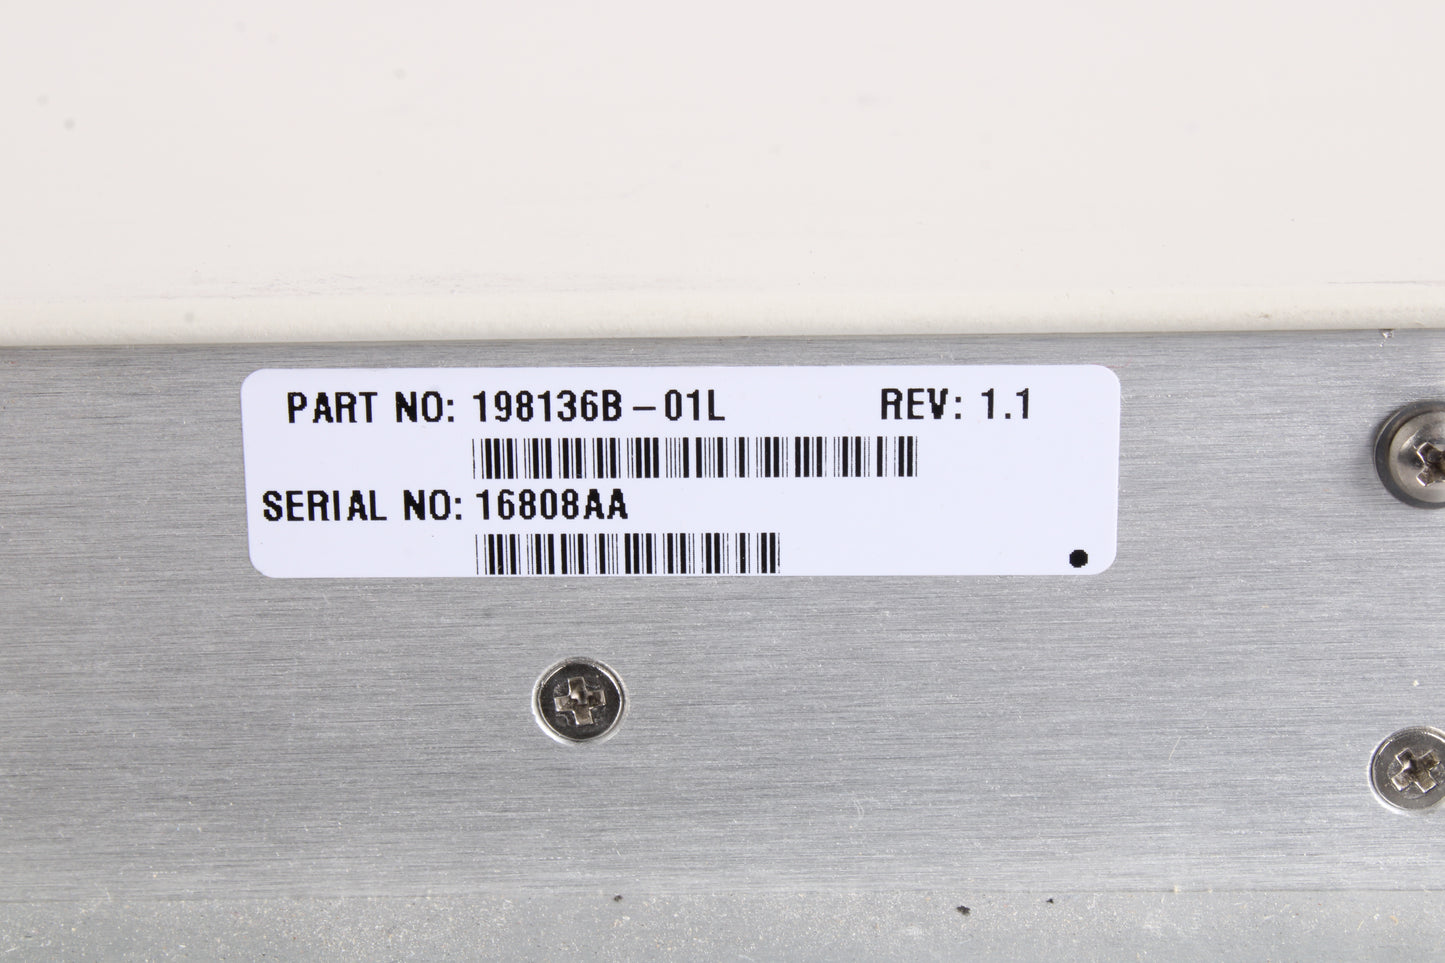 PART NO: 198136B-01L REV: 1.1
SERIAL NO: 16808AA